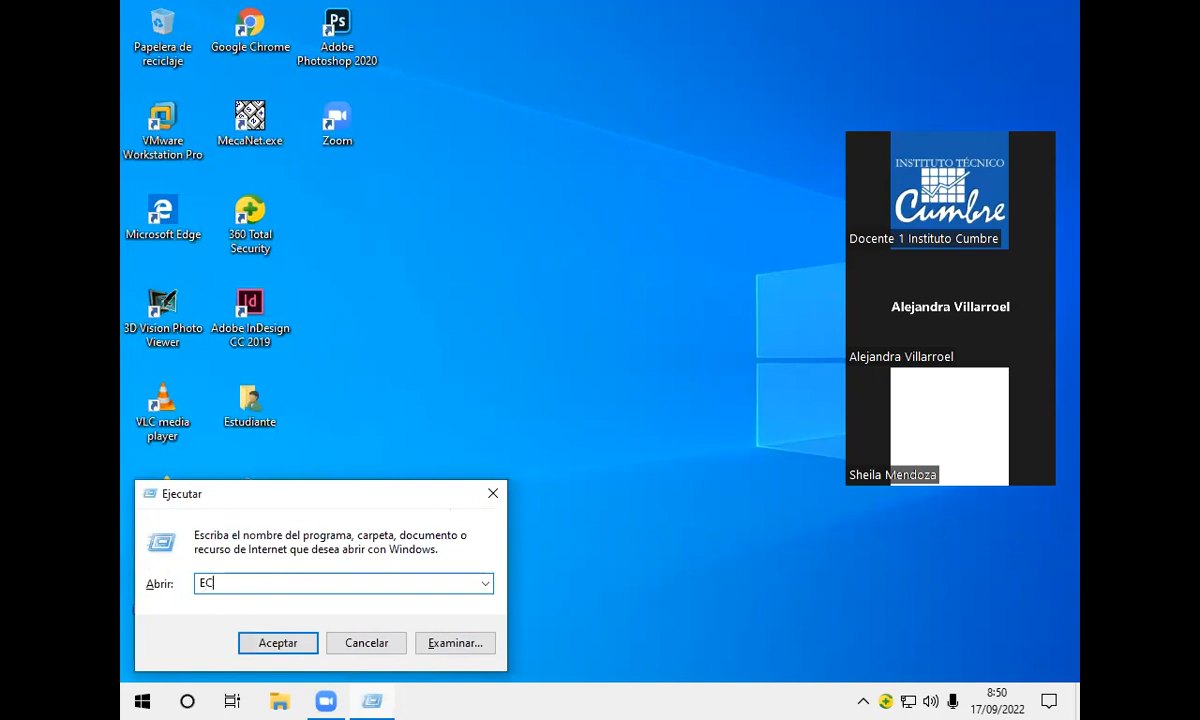 Papelera de
reciclaje
Google Chrome
Ps
Adobe
Photoshop 2020
VMware
Workstation Pro
MecaNet.exe
Zoom
Microsoft Edge
360 Total
Security
3D Vision Photo
Viewer
Id
Adobe InDesign
CC 2019
VLC media
player
Estudiante
INSTITUTO TÉCNICO
Cumbre
Docente 1 Instituto Cumbre
Alejandra Villarroel
Alejandra Villarroel
Sheila Mendoza
Ejecutar
Escriba el nombre del programa, carpeta, documento o
recurso de Internet que desea abrir con Windows.
Abrir:
EC
Aceptar
Cancelar
Examinar...
8:50
17/09/2022